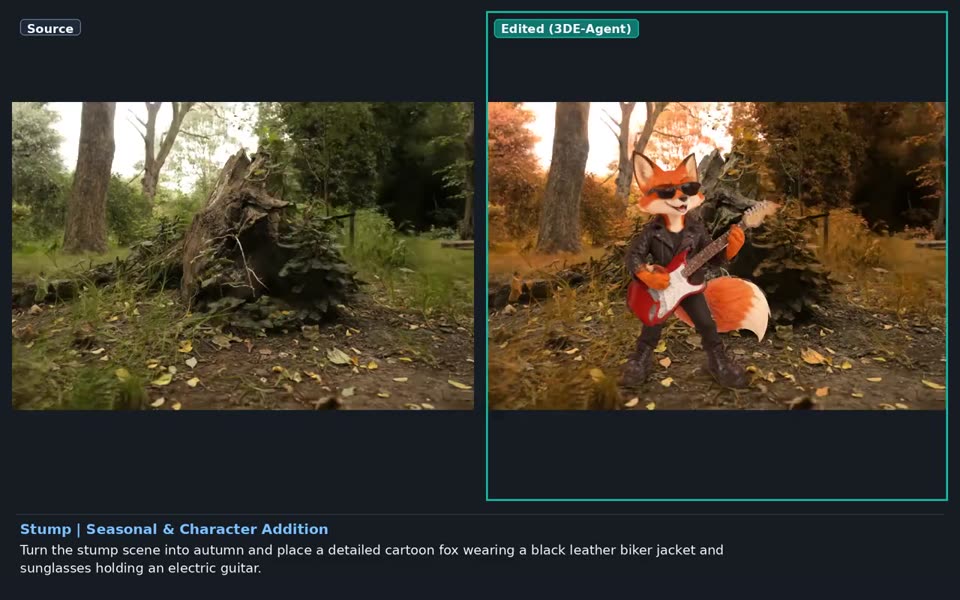 Source
Edited (3DE-Agent)
Stump | Seasonal & Character Addition
Turn the stump scene into autumn and place a detailed cartoon fox wearing a black leather biker jacket and
sunglasses holding an electric guitar.